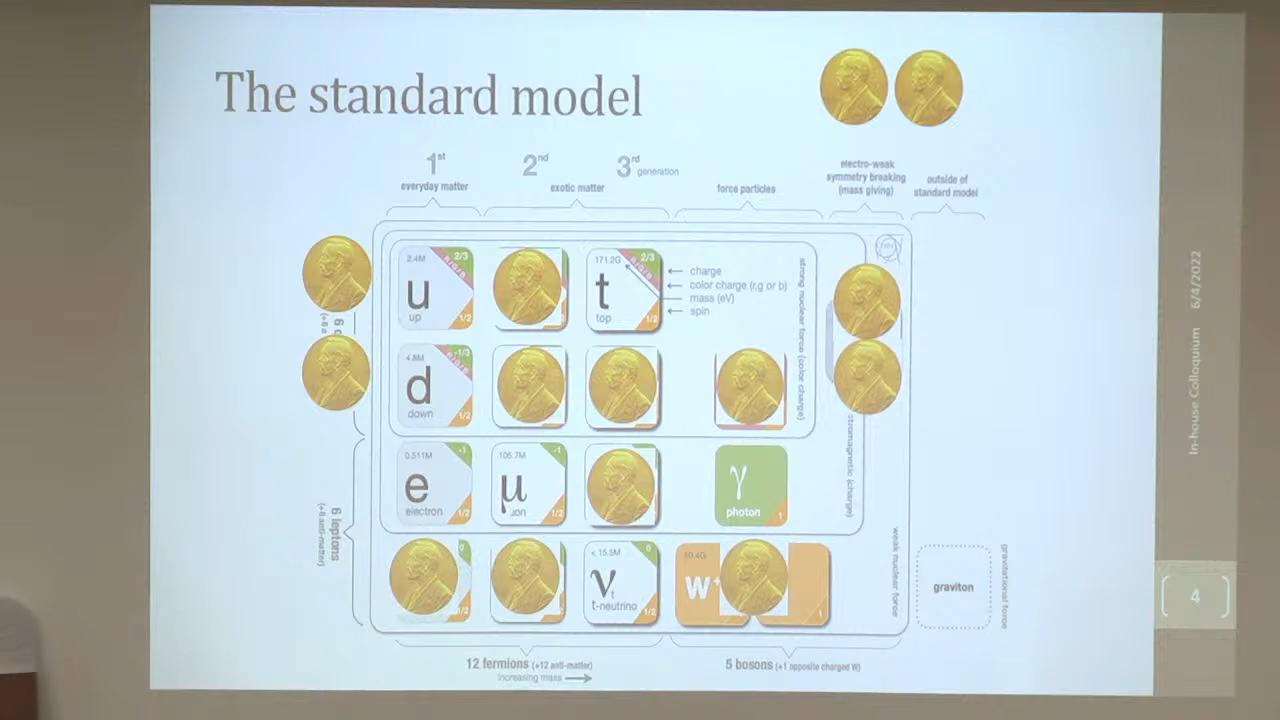 The standard model
1st
2nd
3rd generation
everyday matter
exotic matter
force particles
electro-weak
symmetry breaking
(mass giving)
outside of
standard model
2.4M
2/3
u
up
1/2
171.2G
2/3
t
top
1/2
charge
color charge (r,g or b)
mass (eV)
spin
strong nuclear force (color charge)
4.8M
-1/3
d
down
1/2
6 leptons
(+6 anti-matter)
0.511M
-1
e
electron
1/2
105.7M
-1
μ
1/2
γ
photon
1
(charge)
weak nuclear force
0
1/2
< 15.5M
0
νt
t-neutrino
1/2
80.4G
W+
1
graviton
gravitational force
12 fermions (+12 anti-matter)
increasing mass
5 bosons (+1 opposite charged W)
In-house Colloquium 6/4/2022
4